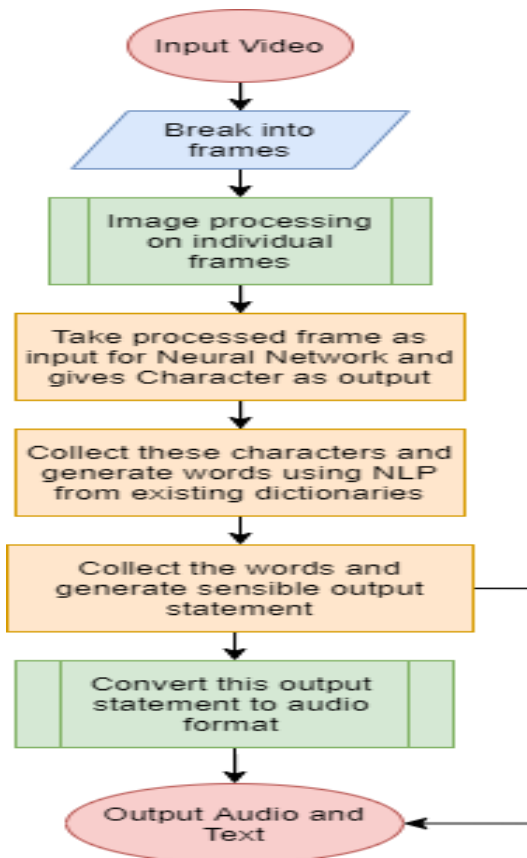 Input Video
Break into
frames
Image processing
on individual
frames
Take processed frame as
input for Neural Network and
gives Character as output
Collect these characters and
generate words using NLP
from existing dictionaries
Collect the words and
generate sensible output
statement
Convert this output
statement to audio
format
Output Audio and
Text